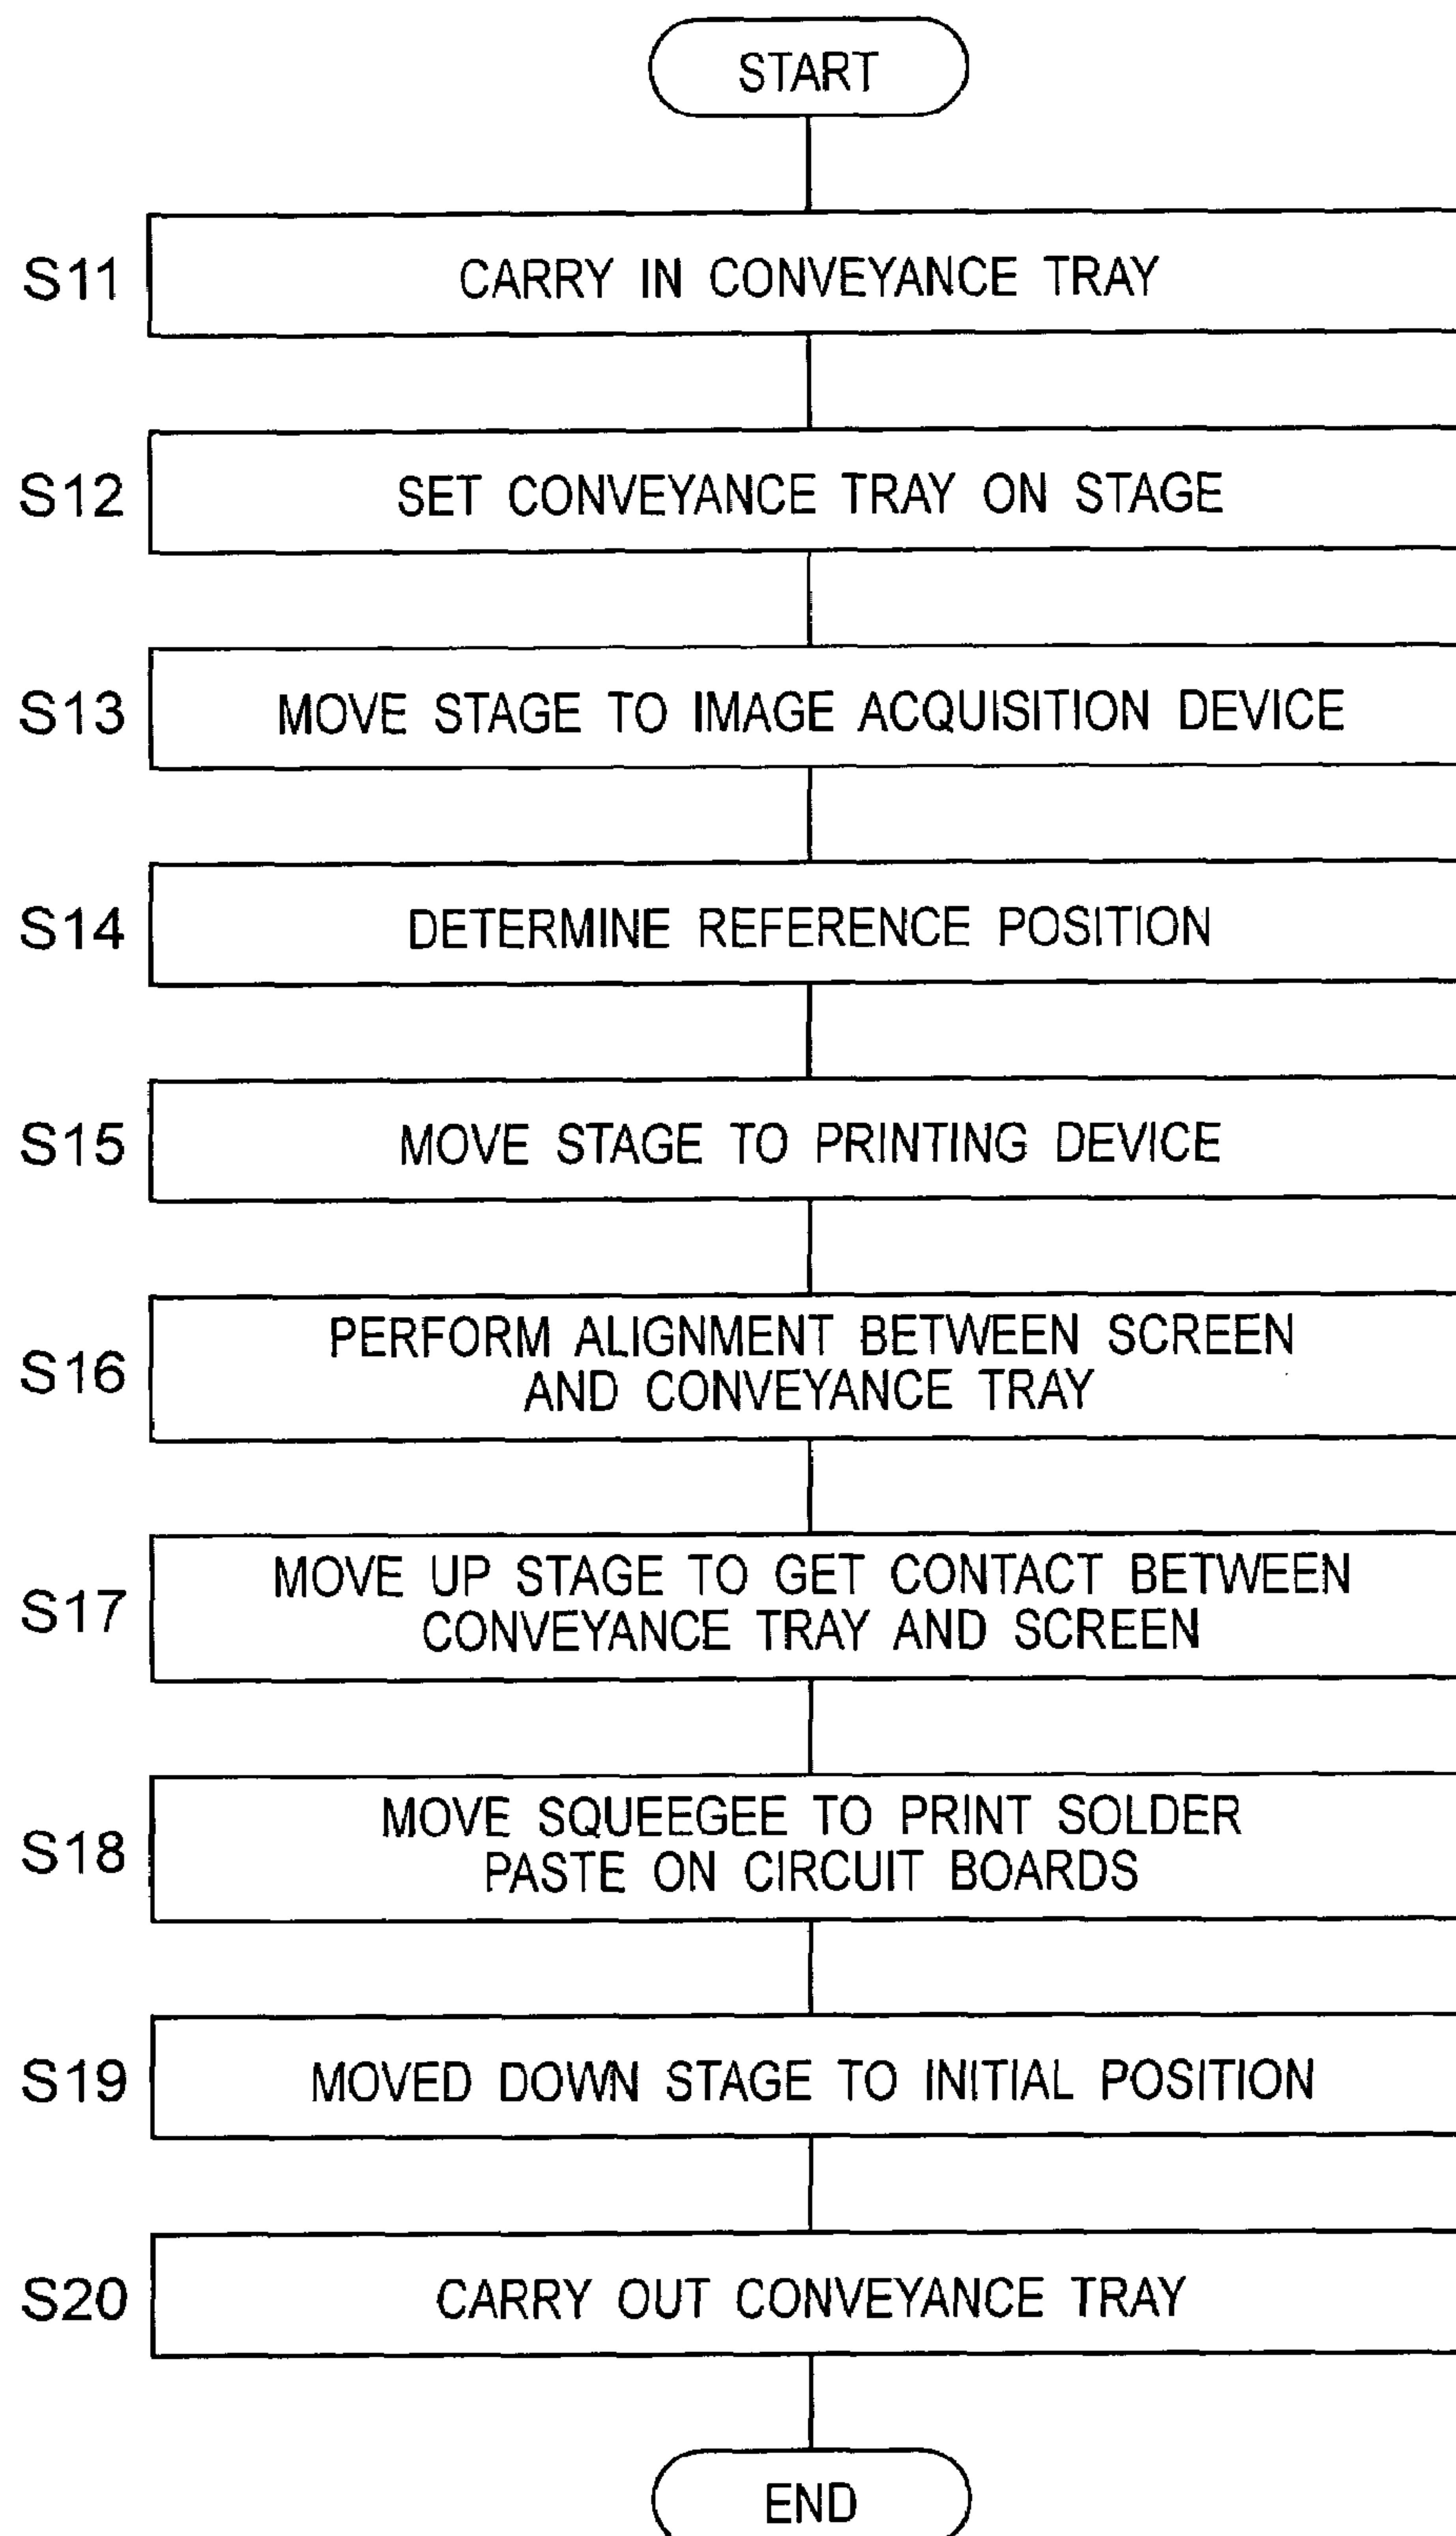 START
S11 CARRY IN CONVEYANCE TRAY
S12 SET CONVEYANCE TRAY ON STAGE
S13 MOVE STAGE TO IMAGE ACQUISITION DEVICE
S14 DETERMINE REFERENCE POSITION
S15 MOVE STAGE TO PRINTING DEVICE
S16 PERFORM ALIGNMENT BETWEEN SCREEN
AND CONVEYANCE TRAY
S17 MOVE UP STAGE TO GET CONTACT BETWEEN
CONVEYANCE TRAY AND SCREEN
S18 MOVE SQUEEGEE TO PRINT SOLDER
PASTE ON CIRCUIT BOARDS
S19 MOVED DOWN STAGE TO INITIAL POSITION
S20 CARRY OUT CONVEYANCE TRAY
END